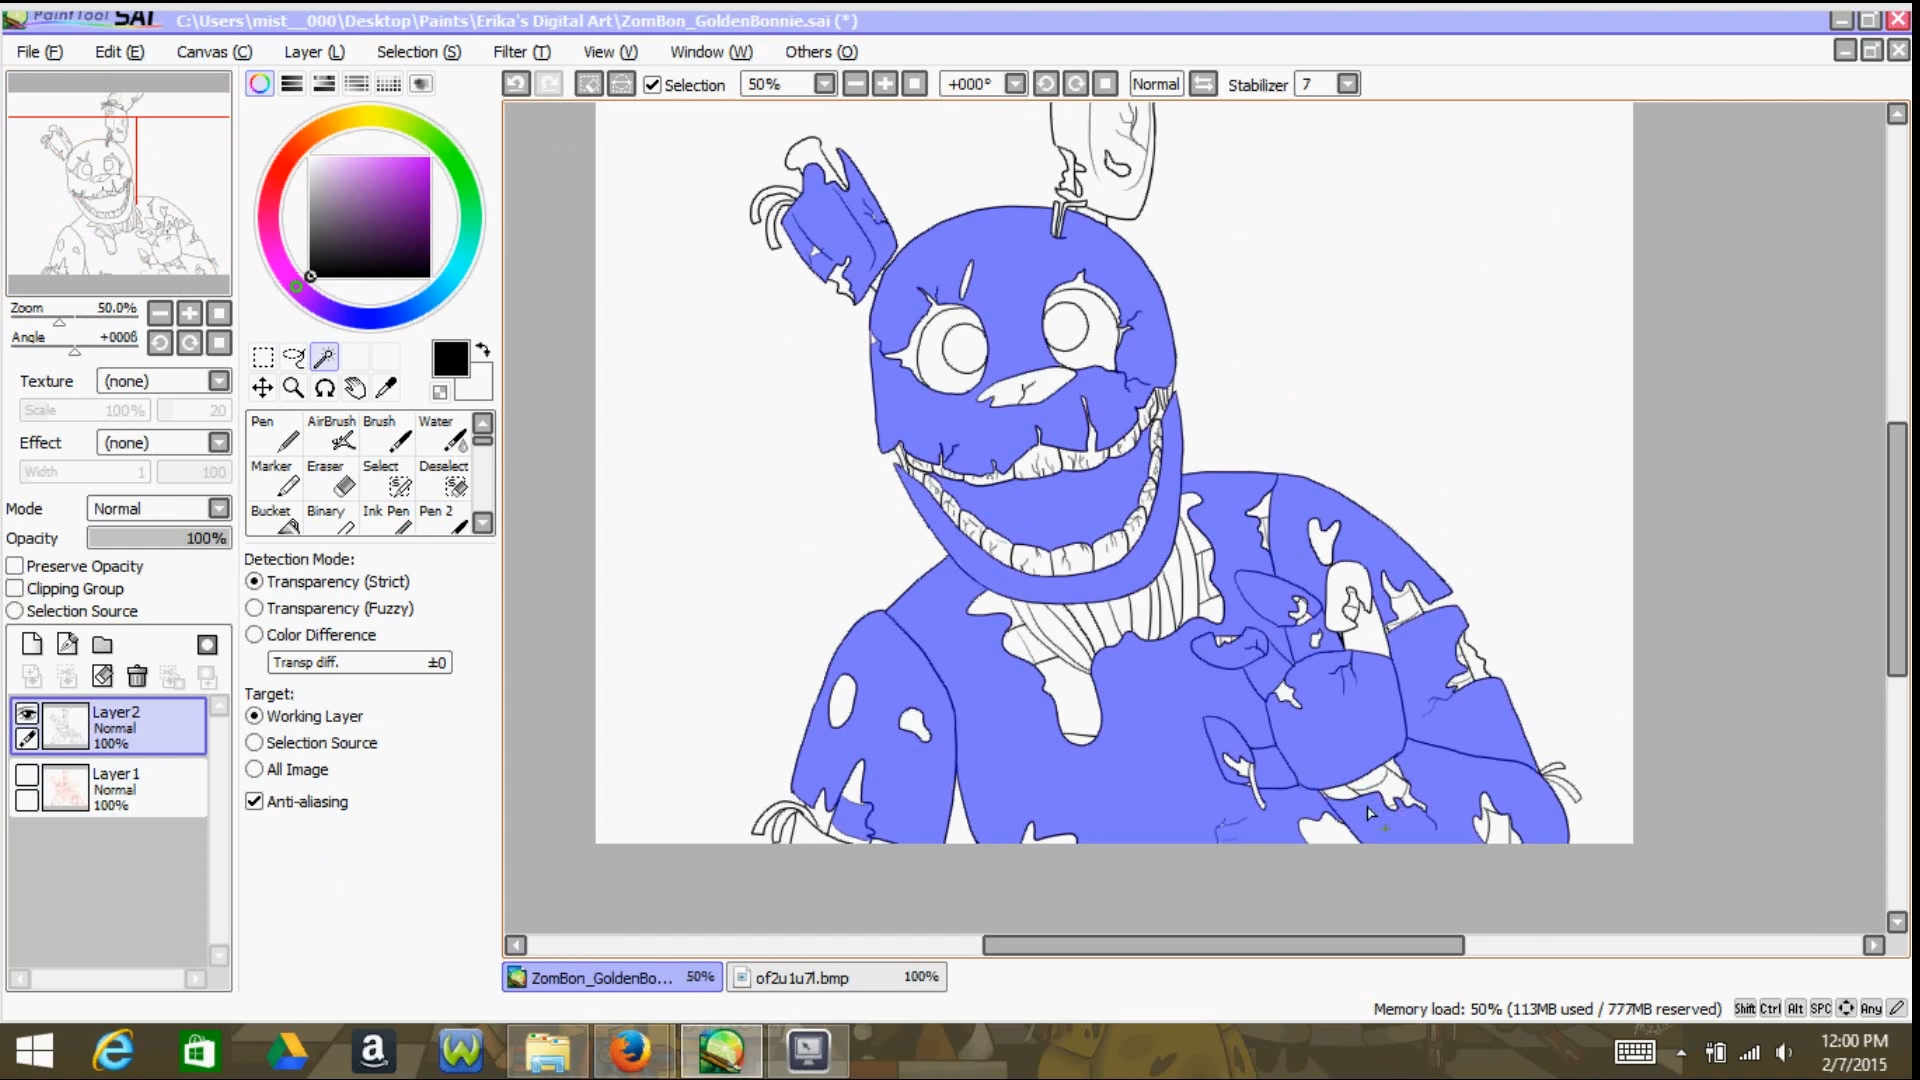 PaintTool SAI C:\Users\mist__000\Desktop\Paints\Erika's Digital Art\ZomBon_GoldenBonnie.sai (*)
File (F) Edit (E) Canvas (C) Layer (L) Selection (S) Filter (T) View (V) Window (W) Others (O)
Selection 50% +000° Normal Stabilizer 7
Zoom 50.0%
Angle +000ß
Texture (none)
Scale 100% 20
Effect (none)
Width 1 100
Mode Normal
Opacity 100%
Preserve Opacity
Clipping Group
Selection Source
Layer2
Normal
100%
Layer1
Normal
100%
Pen AirBrush Brush Water
Marker Eraser Select Deselect
Bucket Binary Ink Pen Pen 2
Detection Mode:
Transparency (Strict)
Transparency (Fuzzy)
Color Difference
Transp diff. ±0
Target:
Working Layer
Selection Source
All Image
Anti-aliasing
ZomBon_GoldenBo... 50% of2u1u7l.bmp 100%
Memory load: 50% (113MB used / 777MB reserved) Shift Ctrl Alt SPC Any
12:00 PM
2/7/2015